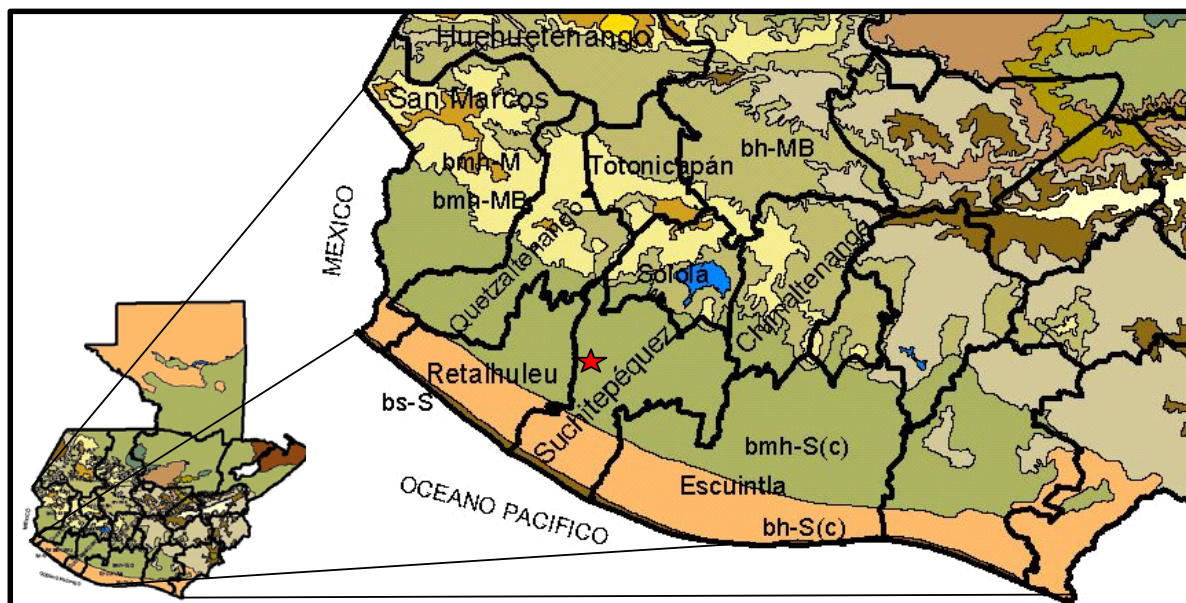 Huehuetenango
San Marcos
bmh-M
Totonicapán
bh-MB
bmh-MB
MEXICO
Quetzaltenango
Sololá
Chimaltenango
Retalhuleu
bs-S
Suchitepéquez
bmh-S(c)
Escuintla
OCEANO PACIFICO
bh-S(c)